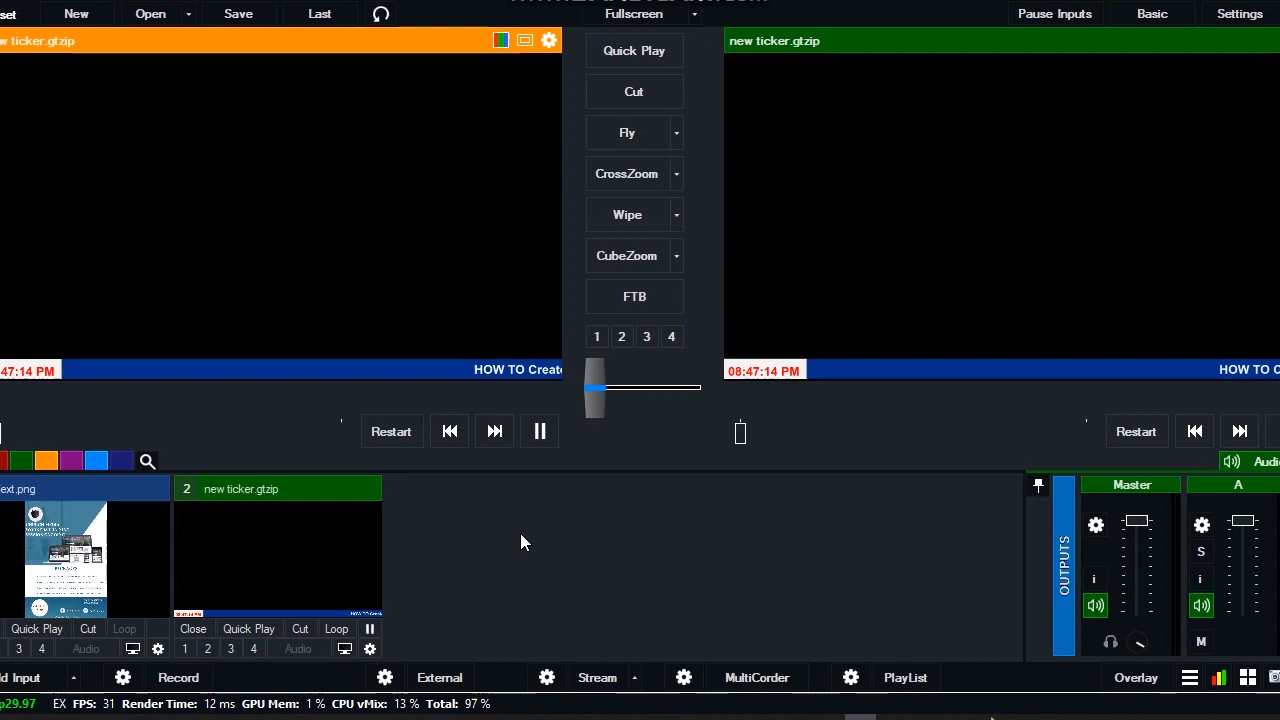 set New Open Save Last Fullscreen Pause Inputs Basic Settings
w ticker.gtzip
new ticker.gtzip
Quick Play
Cut
Fly
CrossZoom
Wipe
CubeZoom
FTB
1 2 3 4
47:14 PM HOW TO Create
08:47:14 PM HOW TO C
Restart
Restart
Audi
ext.png
2 new ticker.gtzip
Master A
OUTPUTS
S
i i
M
Quick Play Cut Loop
Close Quick Play Cut Loop
3 4 Audio
1 2 3 4 Audio
ld Input Record External Stream MultiCorder PlayList Overlay
p29.97 EX FPS: 31 Render Time: 12 ms GPU Mem: 1 % CPU vMix: 13 % Total: 97 %